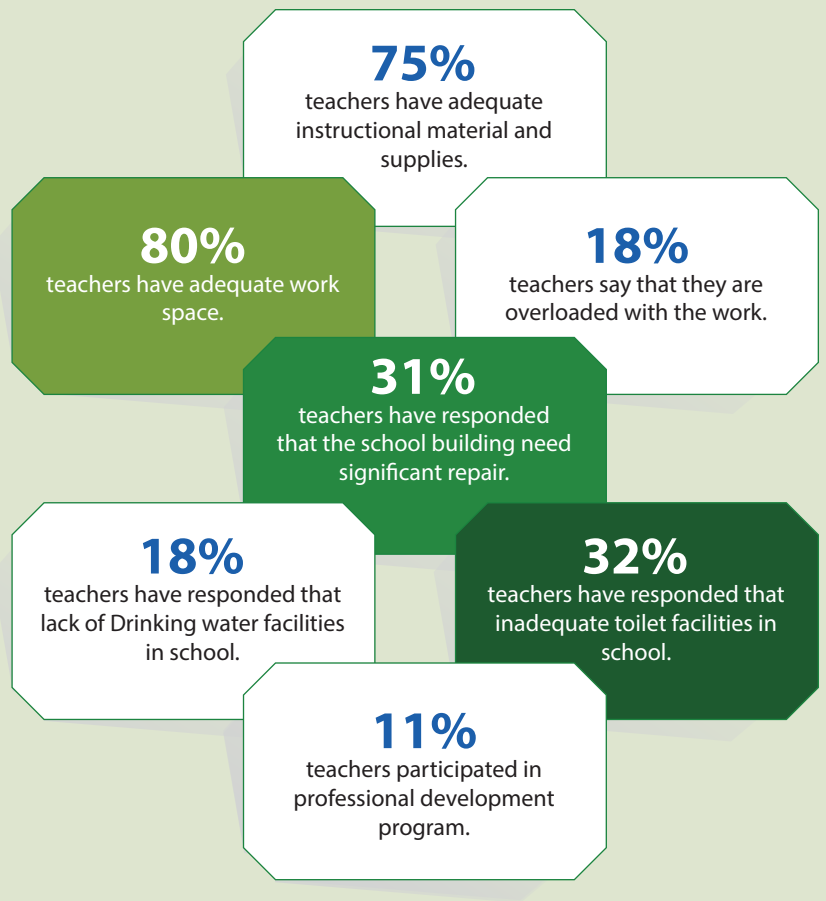 75%
teachers have adequate
instructional material and
supplies.
80%
teachers have adequate work
space.
18%
teachers say that they are
overloaded with the work.
31%
teachers have responded
that the school building need
significant repair.
18%
teachers have responded that
lack of Drinking water facilities
in school.
32%
teachers have responded that
inadequate toilet facilities in
school.
11%
teachers participated in
professional development
program.